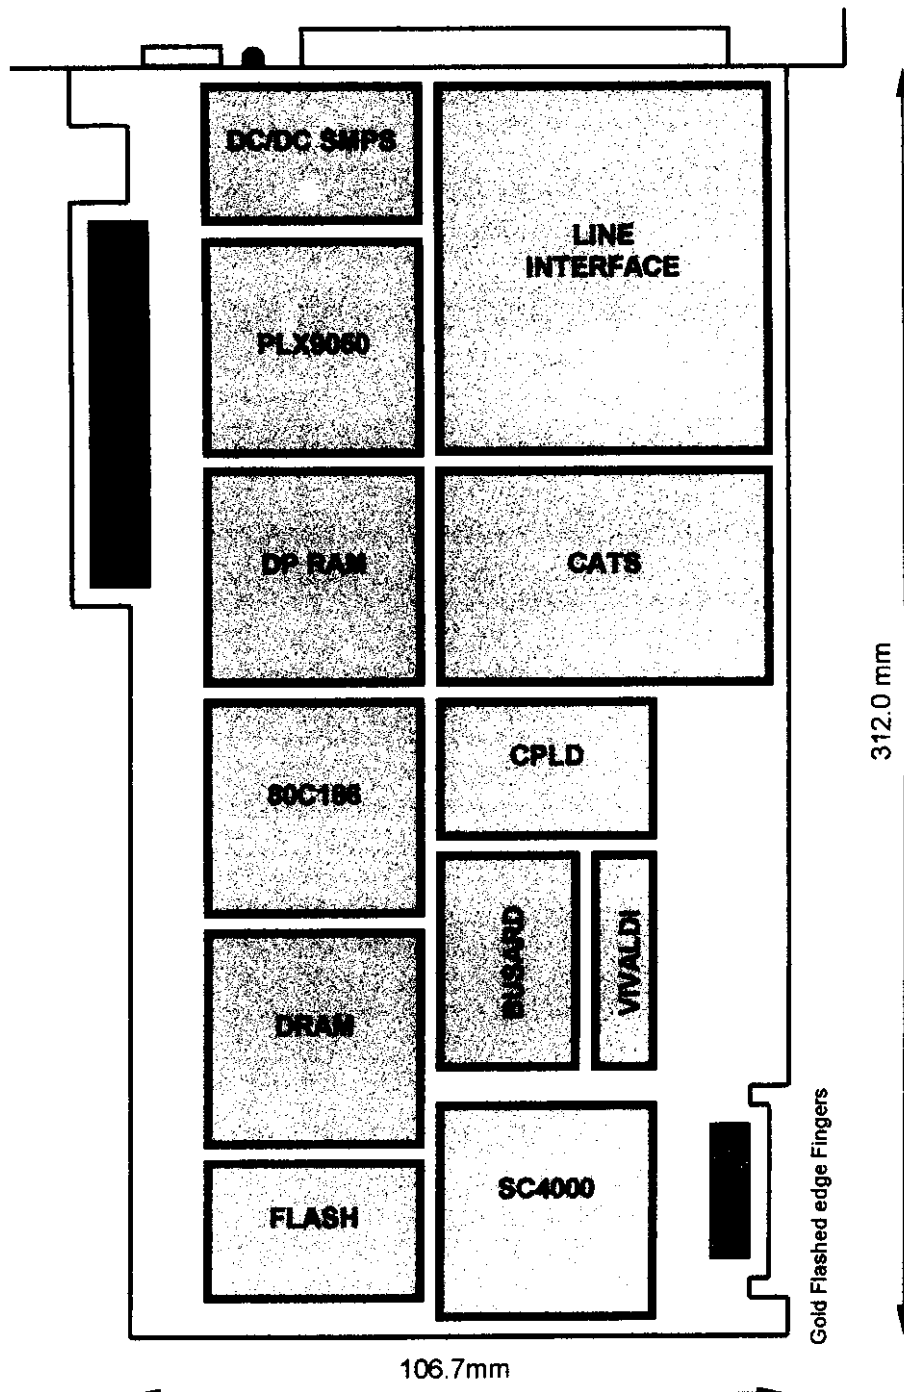 DC/DC SMPS
LINE
INTERFACE
PLX9050
DP RAM
CATS
CPLD
80C186
BUSARD
VIVALDI
DRAM
SC4000
FLASH
Gold Flashed edge Fingers
312.0 mm
106.7mm